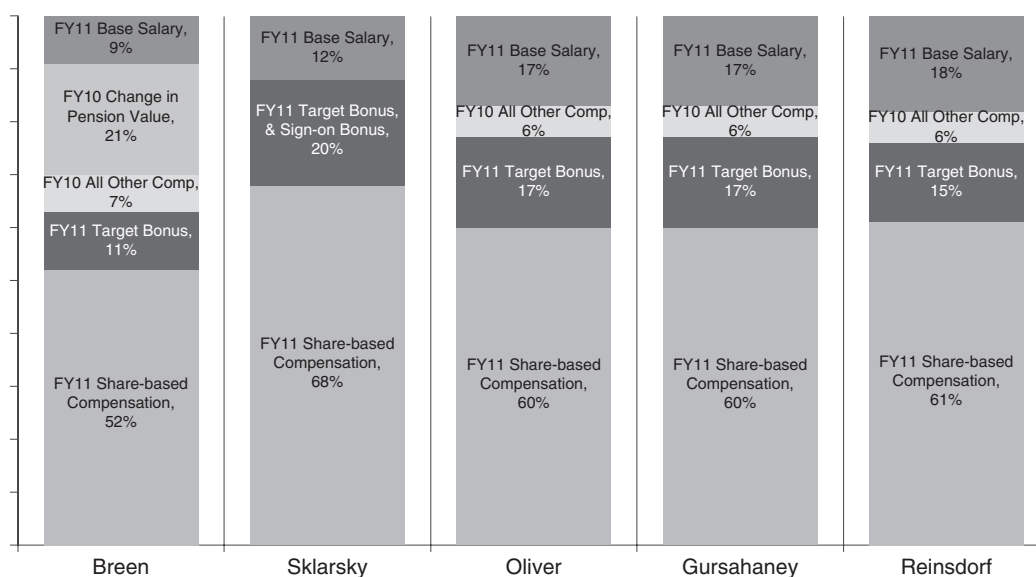 FY11 Base Salary,
9%
FY10 Change in
Pension Value,
21%
FY10 All Other Comp,
7%
FY11 Target Bonus,
11%
FY11 Share-based
Compensation,
52%
FY11 Base Salary,
12%
FY11 Target Bonus,
& Sign-on Bonus,
20%
FY11 Share-based
Compensation,
68%
FY11 Base Salary,
17%
FY10 All Other Comp,
6%
FY11 Target Bonus,
17%
FY11 Share-based
Compensation,
60%
FY11 Base Salary,
17%
FY10 All Other Comp,
6%
FY11 Target Bonus,
17%
FY11 Share-based
Compensation,
60%
FY11 Base Salary,
18%
FY10 All Other Comp,
6%
FY11 Target Bonus,
15%
FY11 Share-based
Compensation,
61%
Breen
Sklarsky
Oliver
Gursahaney
Reinsdorf